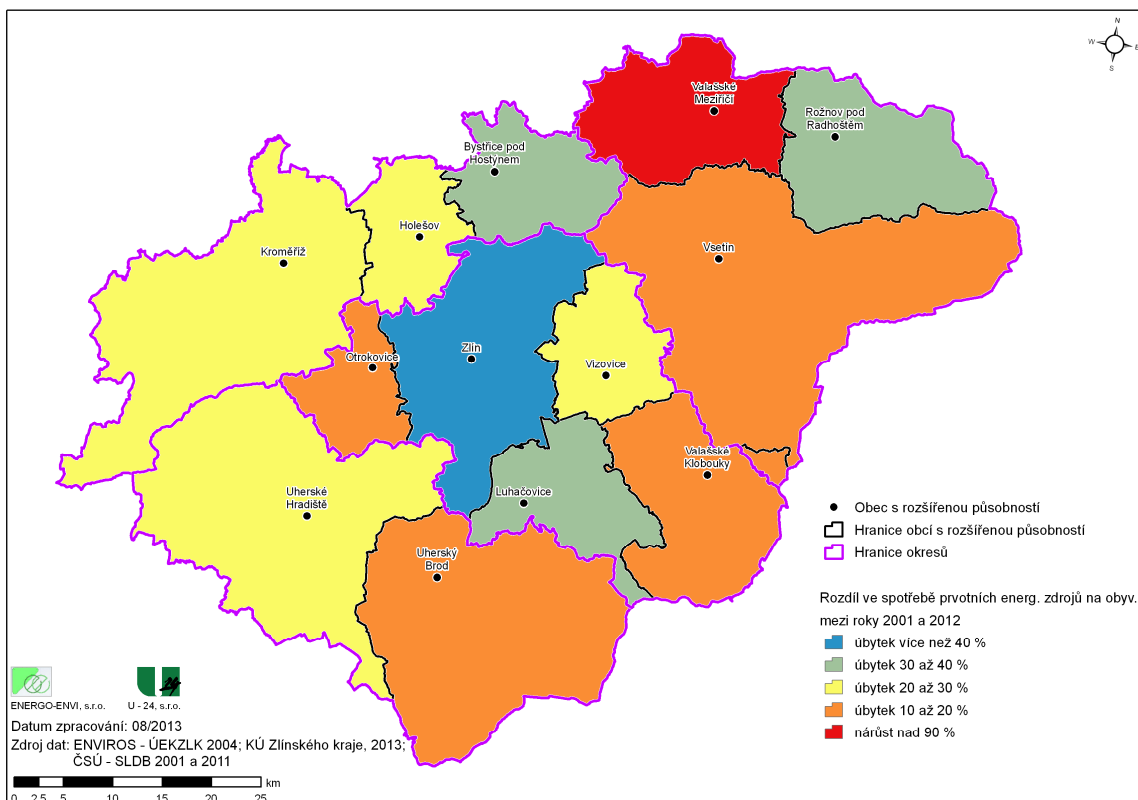 N
W
E
S
Valašské
Meziříčí
Rožnov pod
Radhoštěm
Bystřice pod
Hostýnem
Holešov
Kroměříž
Vsetín
Otrokovice
Zlín
Vizovice
Valašské
Klobouky
Luhačovice
Uherské
Hradiště
Uherský
Brod
Obec s rozšířenou působností
Hranice obcí s rozšířenou působností
Hranice okresů
Rozdíl ve spotřebě prvotních energ. zdrojů na obyv.
mezi roky 2001 a 2012
úbytek více než 40 %
úbytek 30 až 40 %
úbytek 20 až 30 %
úbytek 10 až 20 %
nárůst nad 90 %
ENERGO-ENVI, s.r.o.
U - 24, s.r.o.
Datum zpracování: 08/2013
Zdroj dat: ENVIROS - ÚEKZLK 2004; KÚ Zlínského kraje, 2013;
ČSÚ - SLDB 2001 a 2011
0 2,5 5 10 15 20 25 km